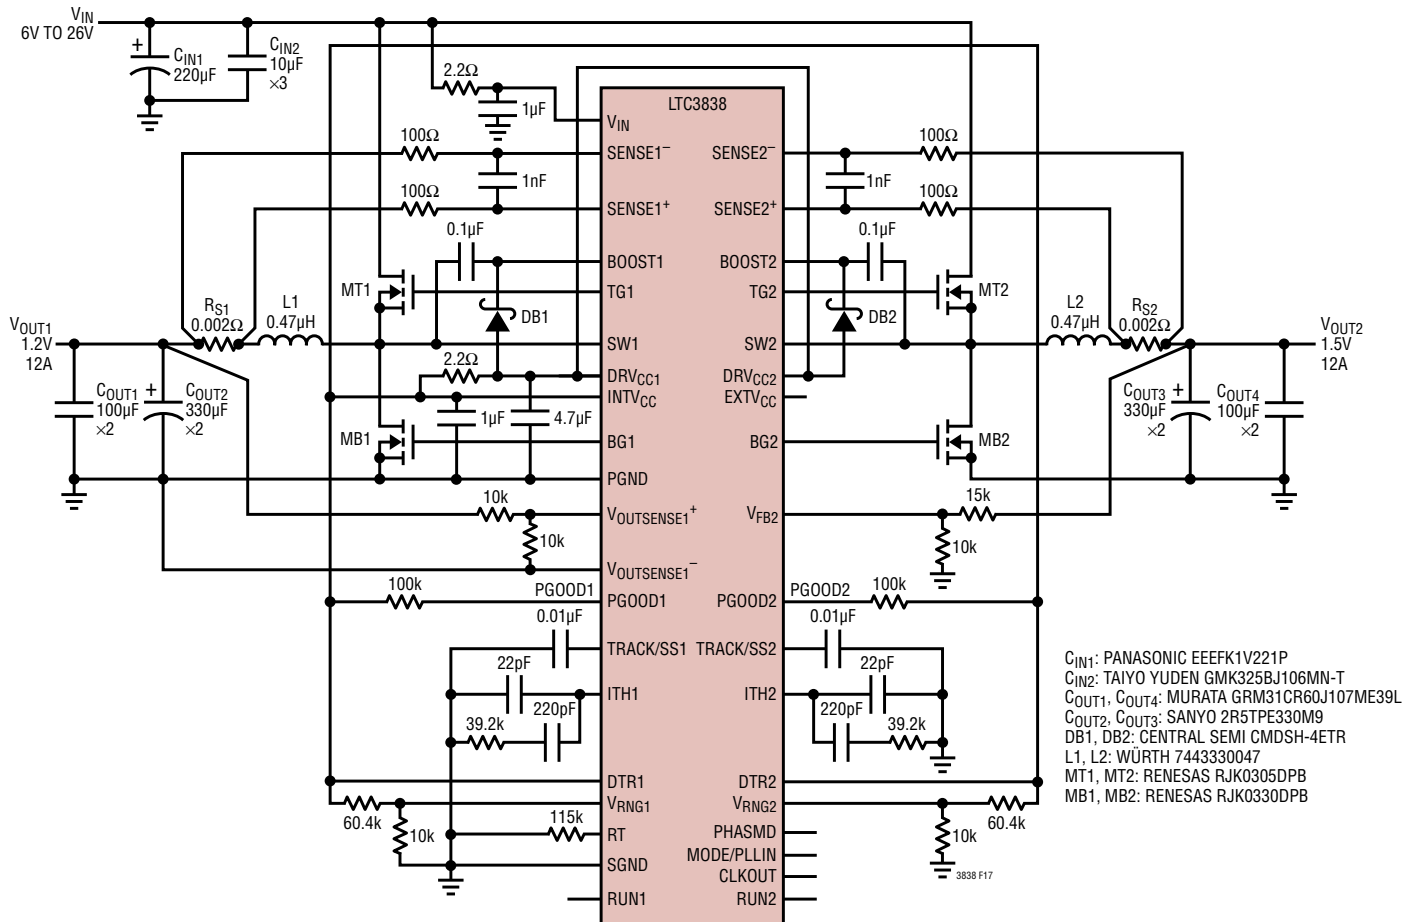 VIN
6V TO 26V
+
CIN1
220µF
CIN2
10µF
×3
2.2Ω
1µF
LTC3838
VIN
100Ω
SENSE1−
SENSE2−
100Ω
1nF
1nF
100Ω
SENSE1+
SENSE2+
100Ω
0.1µF
BOOST1
BOOST2
0.1µF
MT1
TG1
TG2
MT2
DB1
DB2
RS1
0.002Ω
L1
0.47µH
L2
0.47µH
RS2
0.002Ω
VOUT1
1.2V
12A
SW1
SW2
VOUT2
1.5V
12A
2.2Ω
DRVCC1
DRVCC2
INTVCC
EXTVCC
COUT1
100µF
×2
+
COUT2
330µF
×2
1µF
4.7µF
COUT3
330µF
×2
+
COUT4
100µF
×2
MB1
BG1
BG2
MB2
PGND
10k
VOUTSENSE1+
VFB2
15k
10k
10k
VOUTSENSE1−
100k
PGOOD1
PGOOD1
PGOOD2
PGOOD2
100k
0.01µF
0.01µF
TRACK/SS1
TRACK/SS2
22pF
22pF
ITH1
ITH2
220pF
220pF
39.2k
39.2k
DTR1
DTR2
VRNG1
VRNG2
60.4k
60.4k
10k
10k
115k
RT
PHASMD
MODE/PLLIN
SGND
CLKOUT
3838 F17
RUN1
RUN2
CIN1: PANASONIC EEEFK1V221P
CIN2: TAIYO YUDEN GMK325BJ106MN-T
COUT1, COUT4: MURATA GRM31CR60J107ME39L
COUT2, COUT3: SANYO 2R5TPE330M9
DB1, DB2: CENTRAL SEMI CMDSH-4ETR
L1, L2: WÜRTH 7443330047
MT1, MT2: RENESAS RJK0305DPB
MB1, MB2: RENESAS RJK0330DPB